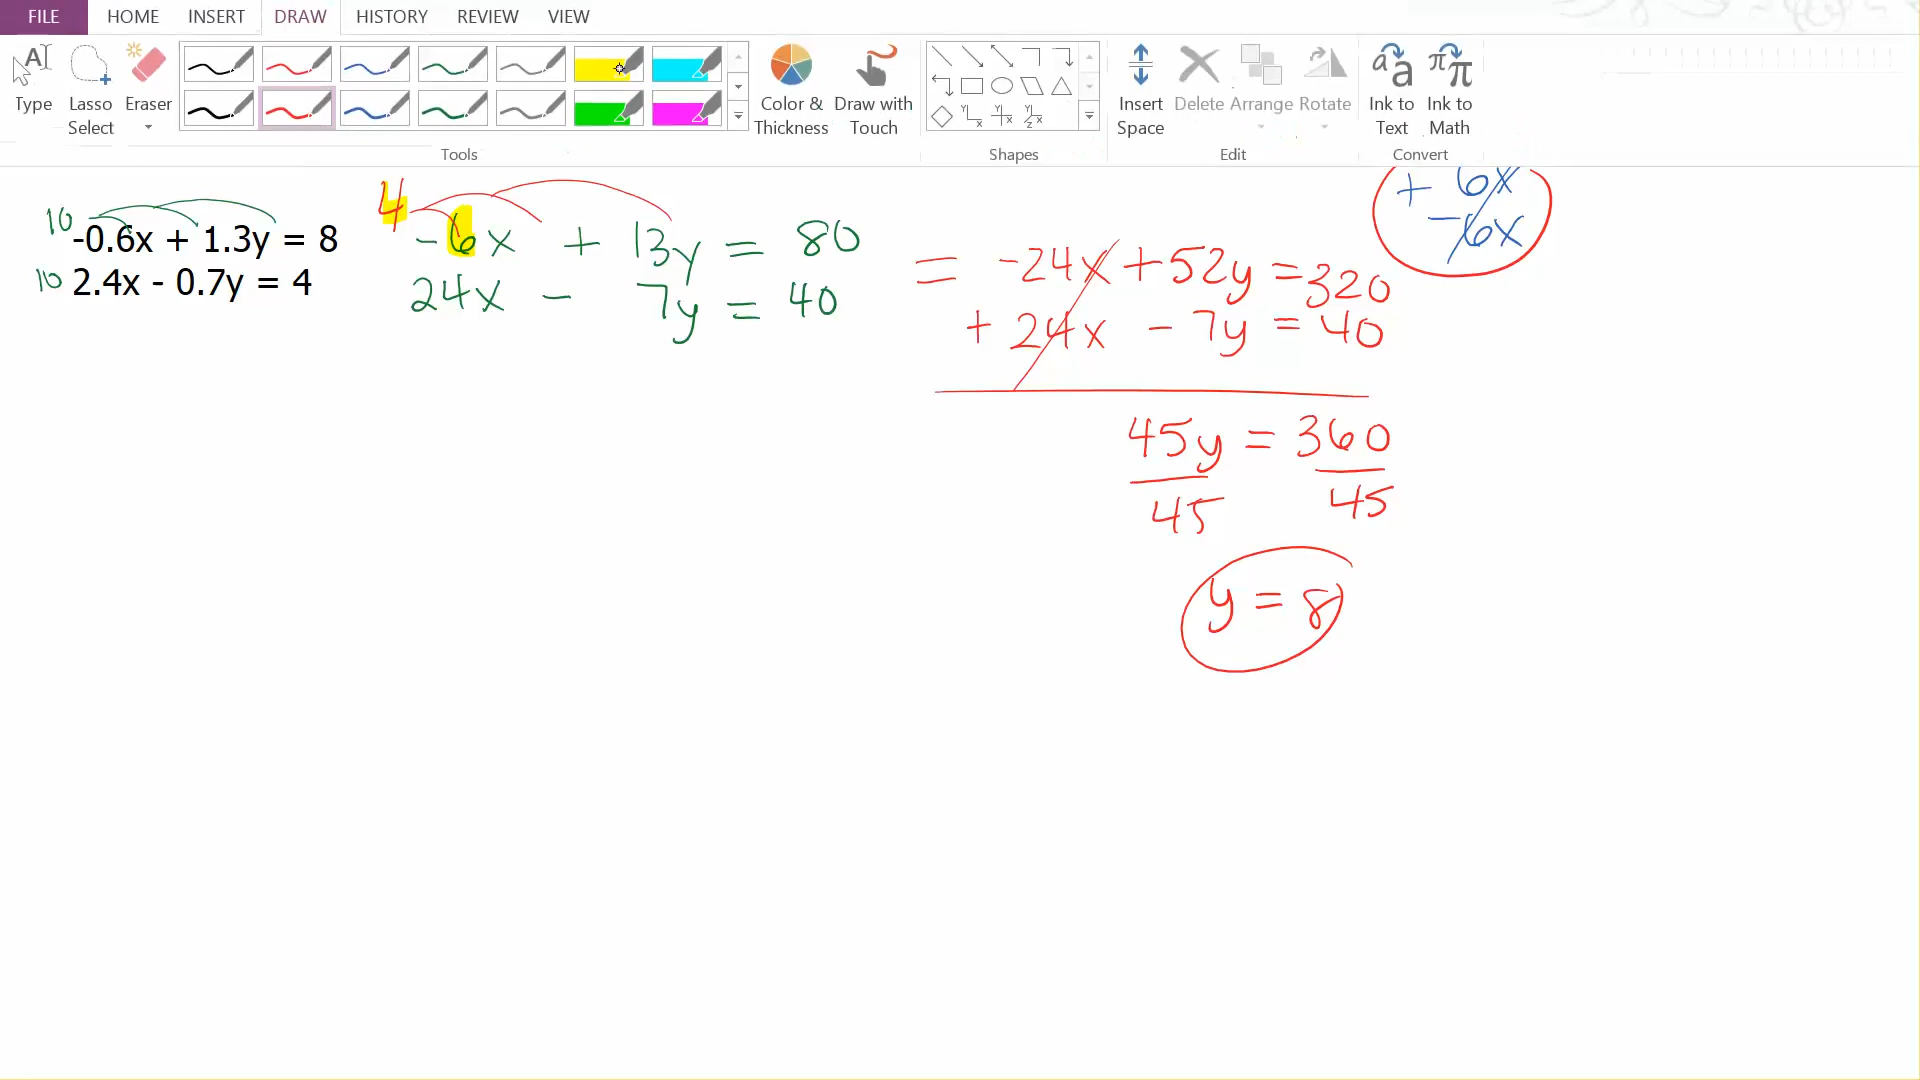 FILE HOME INSERT DRAW HISTORY REVIEW VIEW
Type
Lasso Select
Eraser
Color & Thickness
Draw with Touch
Insert Space
Delete
Arrange
Rotate
Ink to Text
Ink to Math
Tools
Shapes
Edit
Convert
10 -0.6x + 1.3y = 8
10 2.4x - 0.7y = 4
4
-6x + 13y = 80
24x - 7y = 40
= -24x + 52y = 320
+ 24x - 7y = 40
45y = 360
45 45
y = 8
+ 6x
- 6x